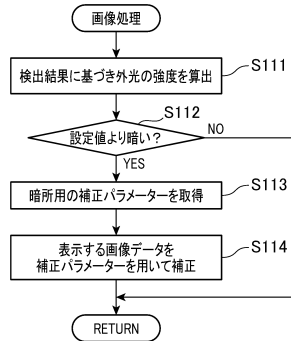 画像処理
検出結果に基づき外光の強度を算出
S111
S112
設定値より暗い？
NO
YES
暗所用の補正パラメーターを取得
S113
表示する画像データを
補正パラメーターを用いて補正
S114
RETURN